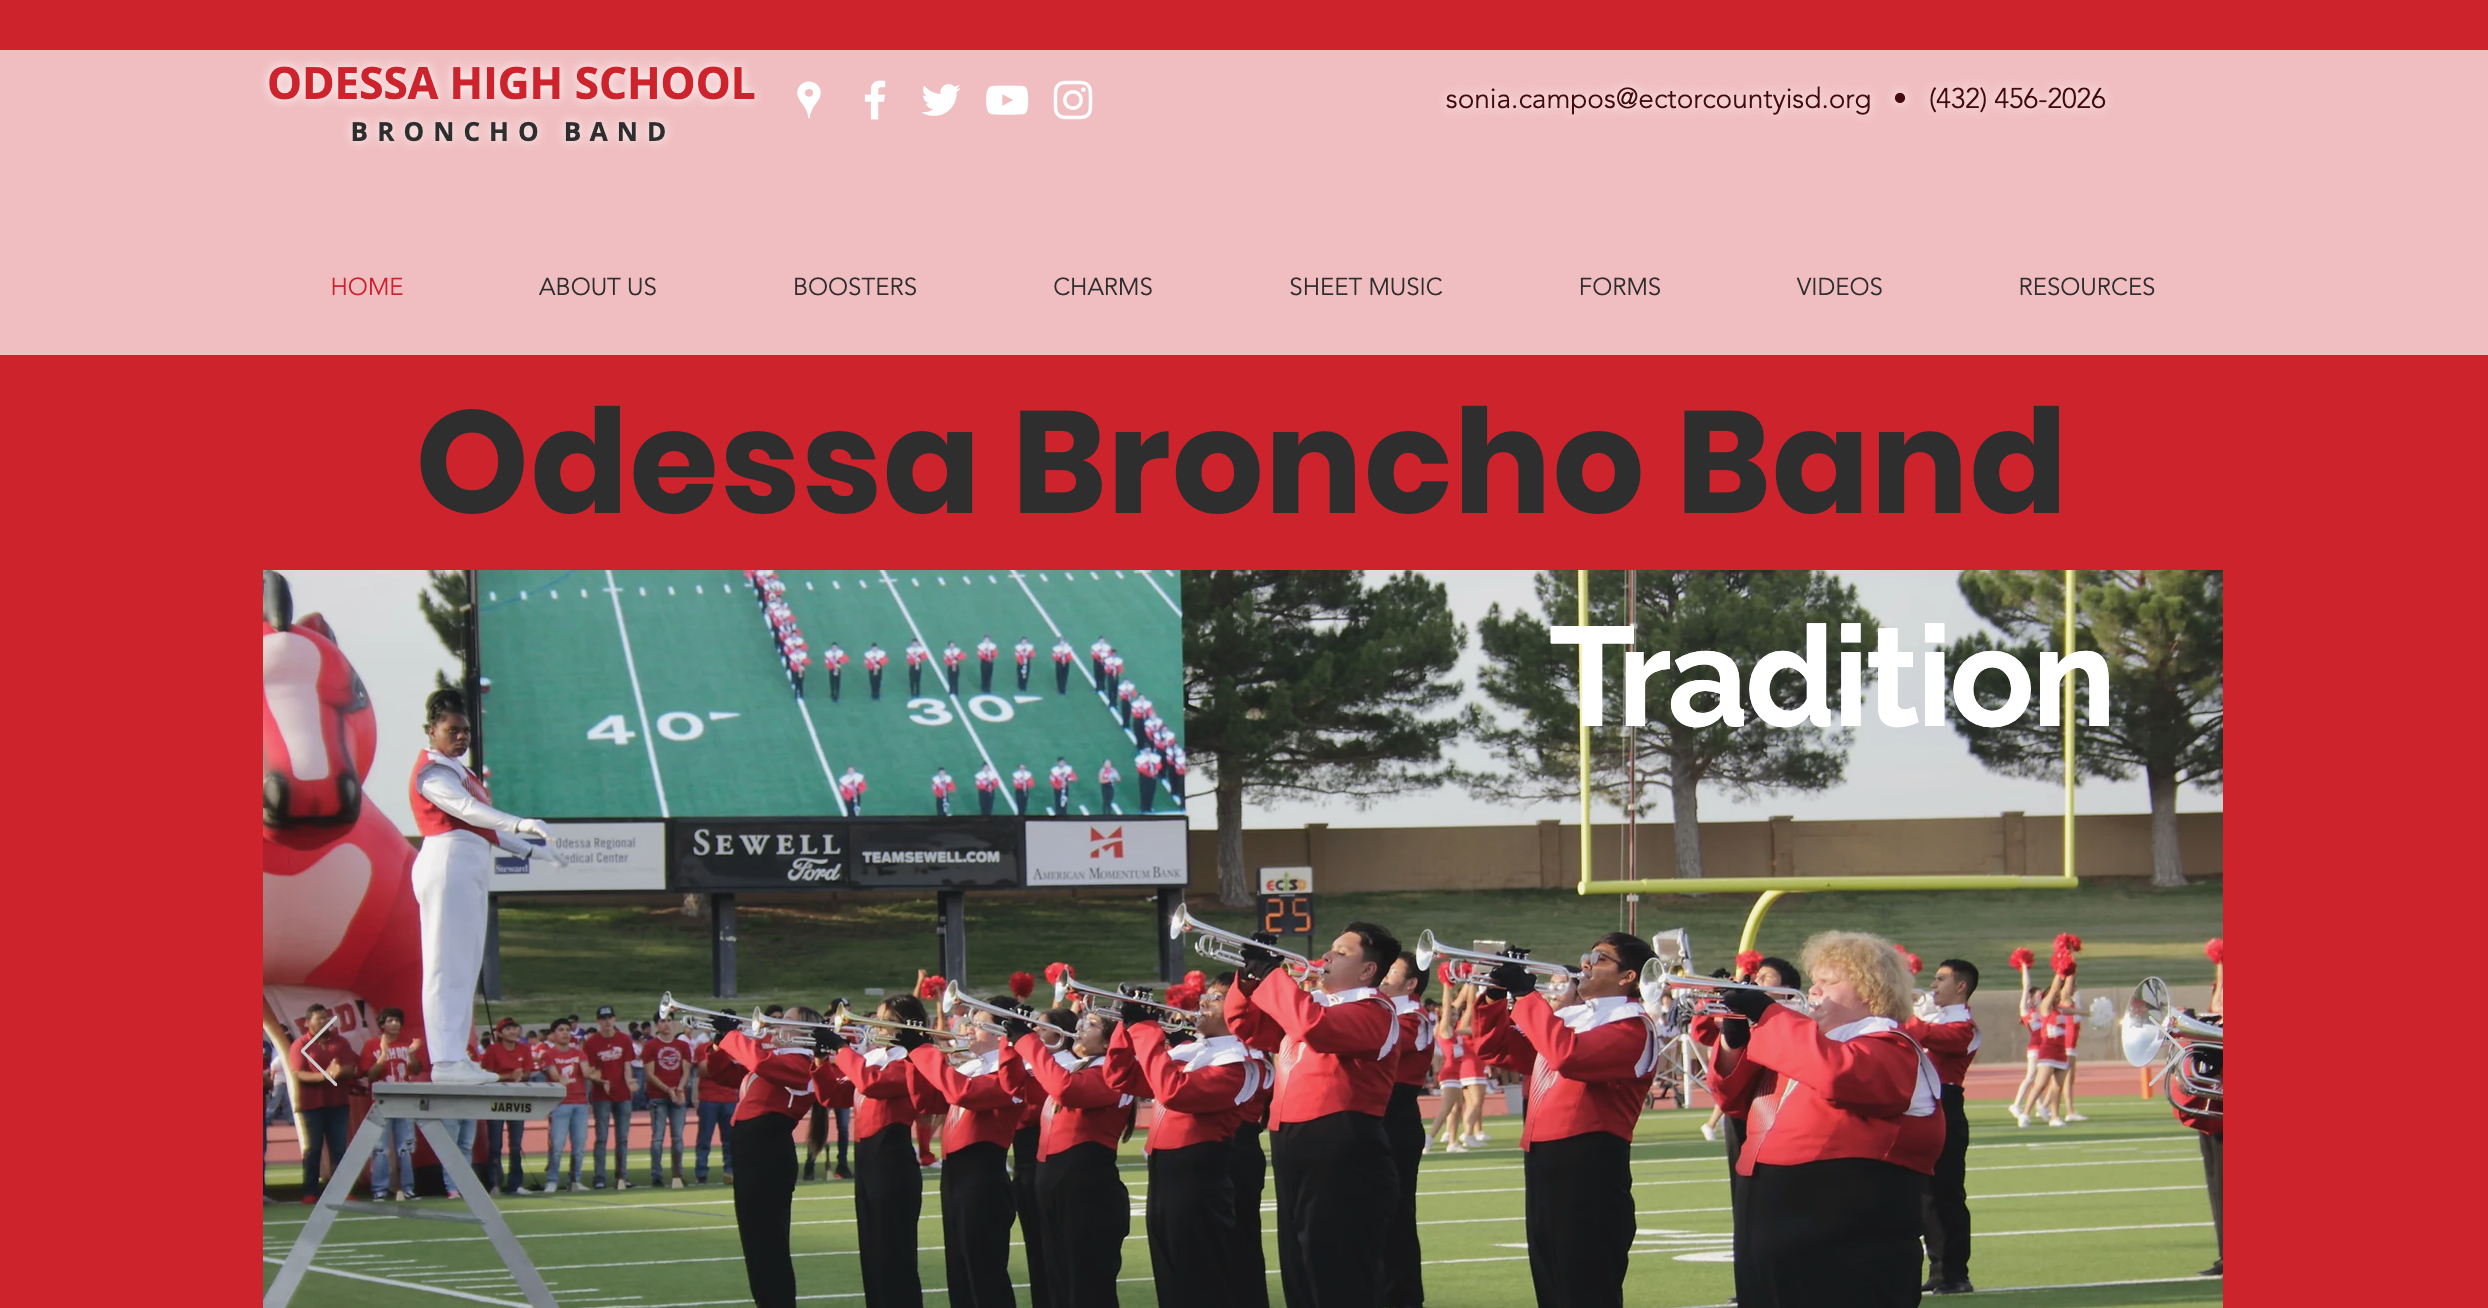 ODESSA HIGH SCHOOL
BRONCHO BAND
sonia.campos@ectorcountyisd.org • (432) 456-2026
HOME ABOUT US BOOSTERS CHARMS SHEET MUSIC FORMS VIDEOS RESOURCES
Odessa Broncho Band
Tradition
40 30
Odessa Regional
Medical Center
Steward
SEWELL
Ford
TEAMSEWELL.COM
AMERICAN MOMENTUM BANK
ECISD
25
JARVIS